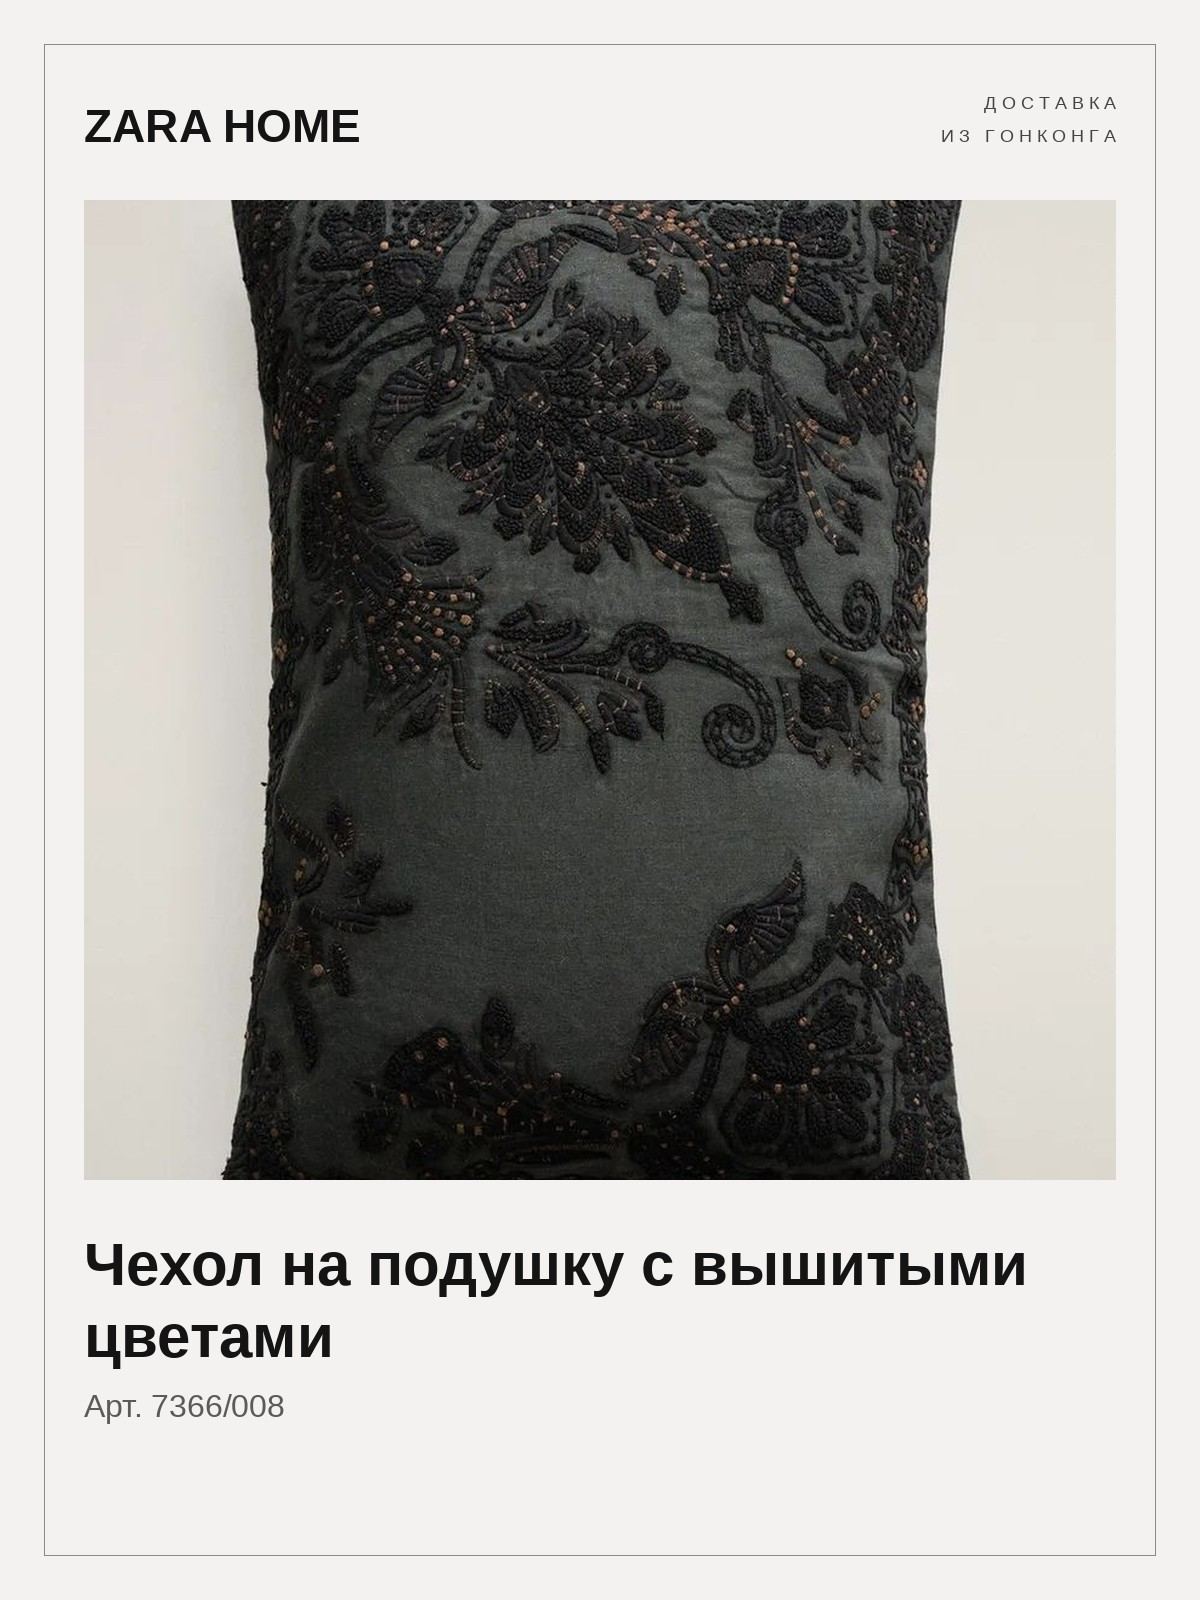 ZARA HOME
ДОСТАВКА
ИЗ ГОНКОНГА
Чехол на подушку с вышитыми
цветами
Арт. 7366/008